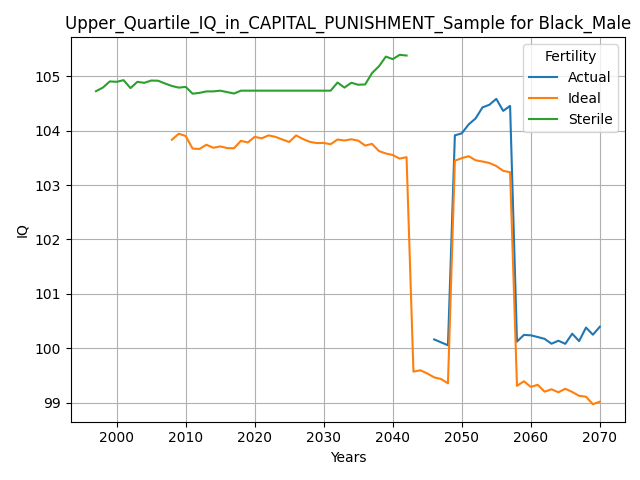 Upper_Quartile_IQ_in_CAPITAL_PUNISHMENT_Sample for Black_Male
Fertility
Actual
Ideal
Sterile
105
104
103
102
101
100
99
IQ
2000
2010
2020
2030
2040
2050
2060
2070
Years